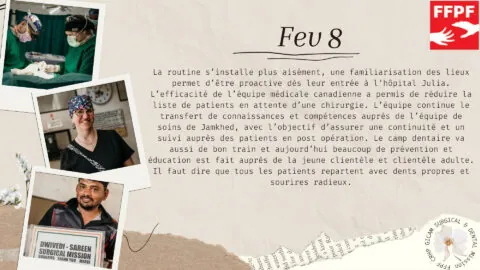 FFPF
Fev 8
La routine s’installe plus aisément, une familiarisation des lieux
permet d’être proactive dès leur entrée à l'hôpital Julia.
L’efficacité de l’équipe médicale canadienne a permis de réduire la
liste de patients en attente d’une chirurgie. L’équipe continue le
transfert de connaissances et compétences auprès de l’équipe de
soins de Jamkhed, avec l’objectif d’assurer une continuité et un
suivi auprès des patients en post opération. Le camp dentaire va
aussi de bon train et aujourd’hui beaucoup de prévention et
éducation est fait auprès de la jeune clientèle et clientèle adulte.
Il faut dire que tous les patients repartent avec dents propres et
sourires radieux.
DWIVEDI - SAREEN
SURGICAL MISSION